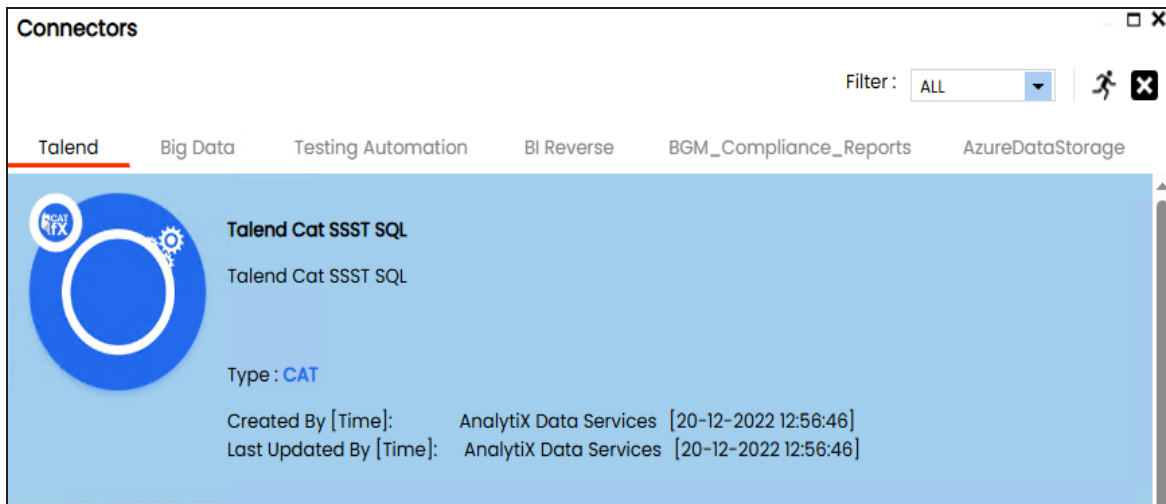 Connectors
Filter : ALL
Talend Big Data Testing Automation BI Reverse BGM_Compliance_Reports AzureDataStorage
CAT
fX
Talend Cat SSST SQL
Talend Cat SSST SQL
Type : CAT
Created By [Time]: AnalytiX Data Services [20-12-2022 12:56:46]
Last Updated By [Time]: AnalytiX Data Services [20-12-2022 12:56:46]